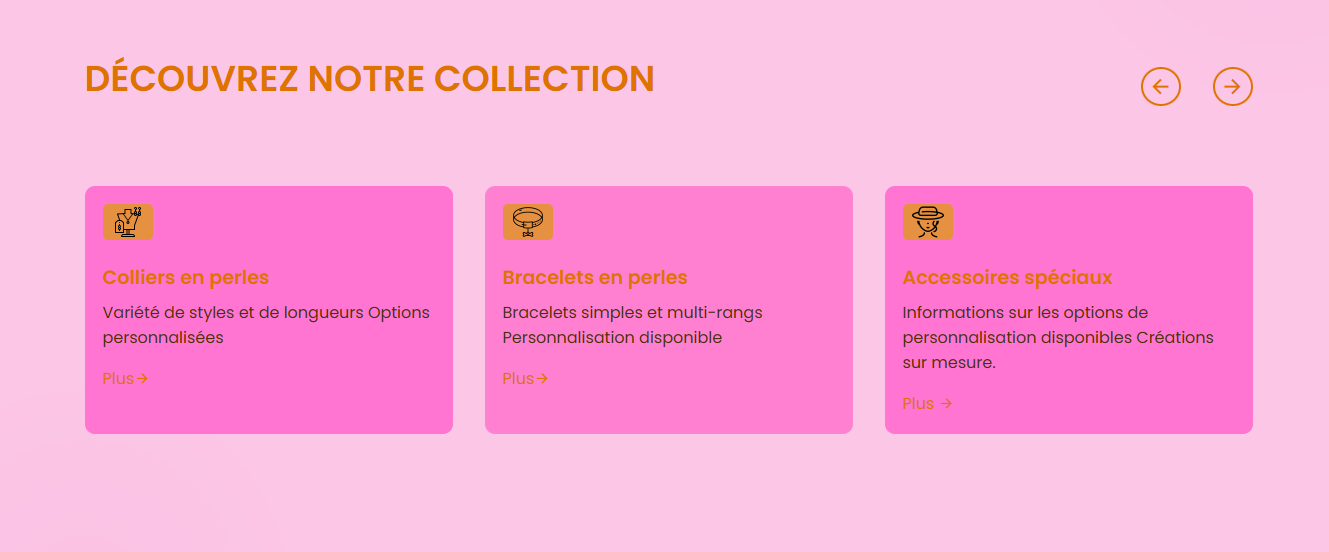 DÉCOUVREZ NOTRE COLLECTION
Colliers en perles
Variété de styles et de longueurs Options
personnalisées
Plus→
Bracelets en perles
Bracelets simples et multi-rangs
Personnalisation disponible
Plus→
Accessoires spéciaux
Informations sur les options de
personnalisation disponibles Créations
sur mesure.
Plus →